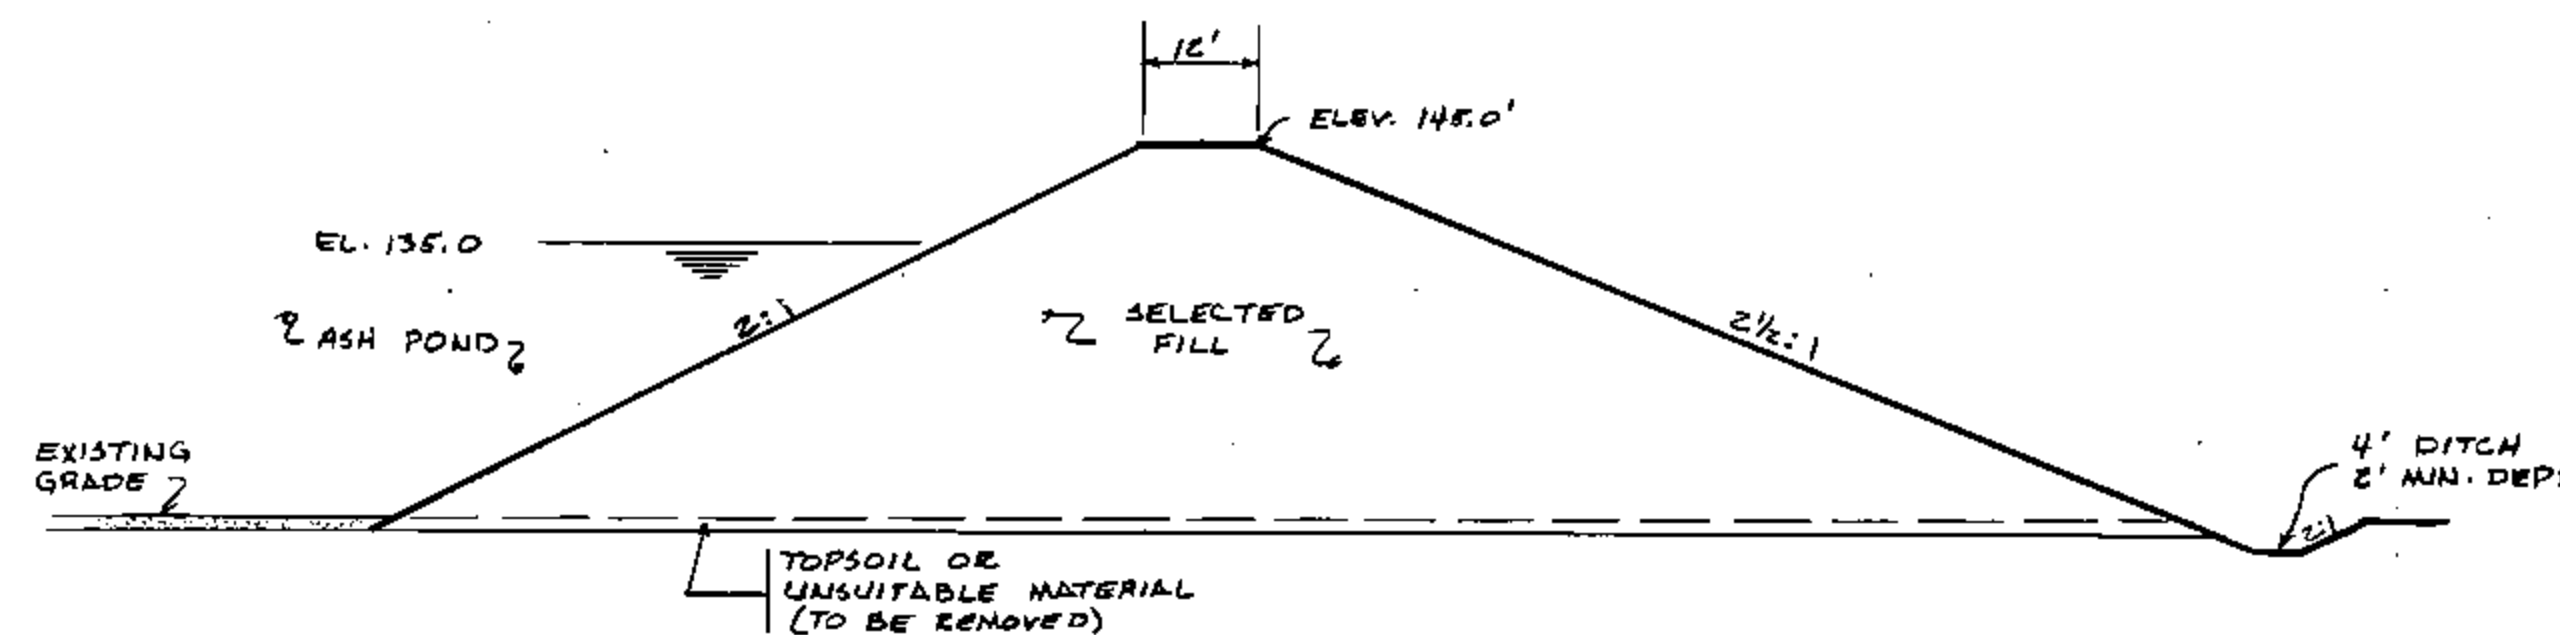 12'
ELEV. 145.0'
EL. 135.0
ASH POND
2:1
SELECTED
FILL
2½:1
EXISTING
GRADE
4' DITCH
2' MIN. DEP
2:1
TOPSOIL OR
UNSUITABLE MATERIAL
(TO BE REMOVED)